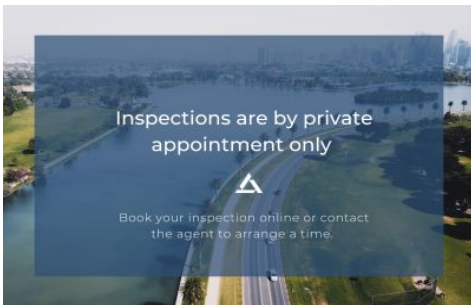 Inspections are by private
appointment only
Book your inspection online or contact
the agent to arrange a time.